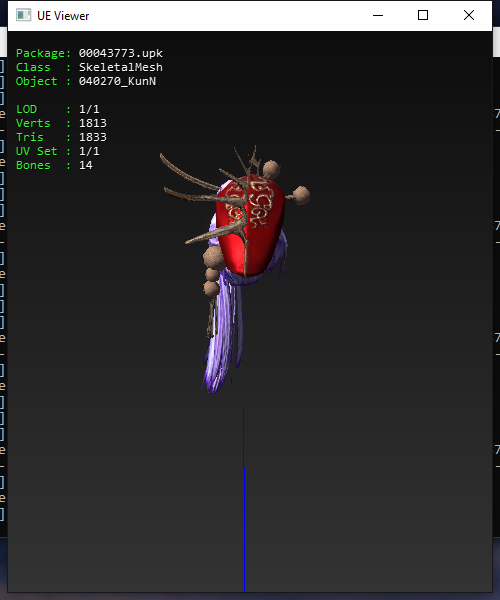 UE Viewer
Package: 00043773.upk
Class  : SkeletalMesh
Object : 040270_KunN
LOD    : 1/1
Verts  : 1813
Tris   : 1833
UV Set : 1/1
Bones  : 14